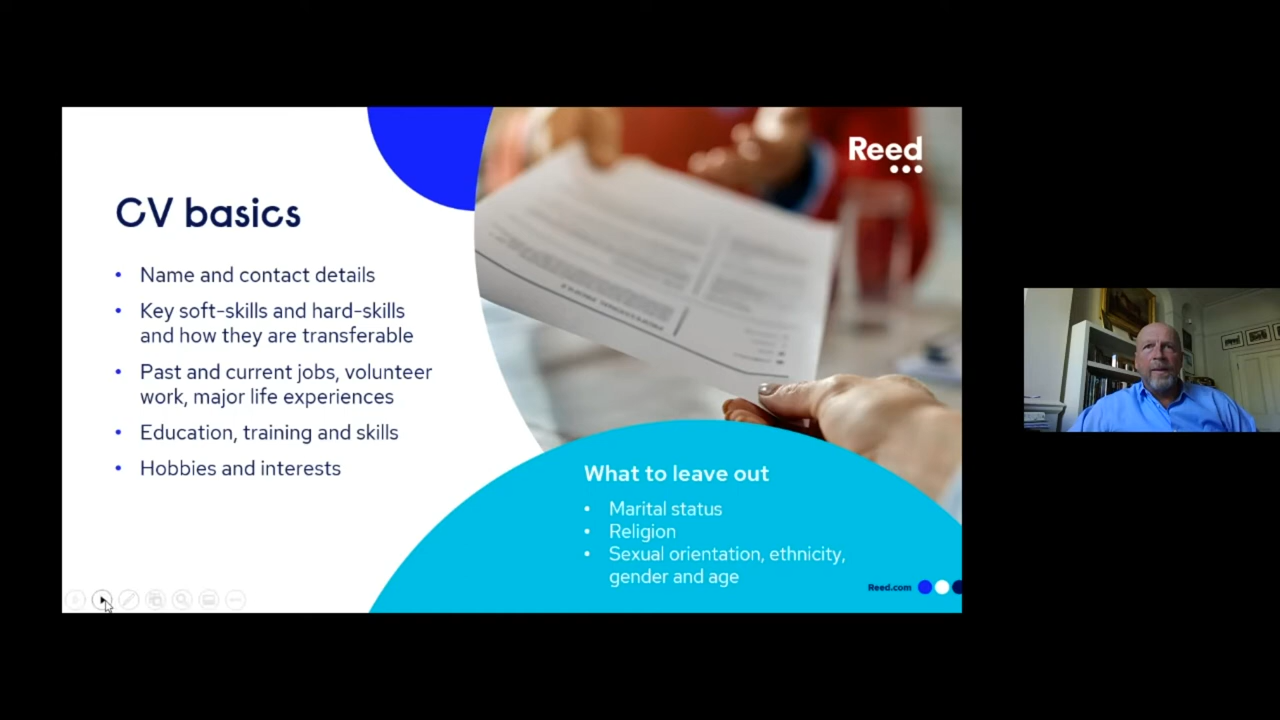 Reed
CV basics
• Name and contact details
• Key soft-skills and hard-skills
and how they are transferable
• Past and current jobs, volunteer
work, major life experiences
• Education, training and skills
• Hobbies and interests
What to leave out
• Marital status
• Religion
• Sexual orientation, ethnicity,
gender and age
Reed.com